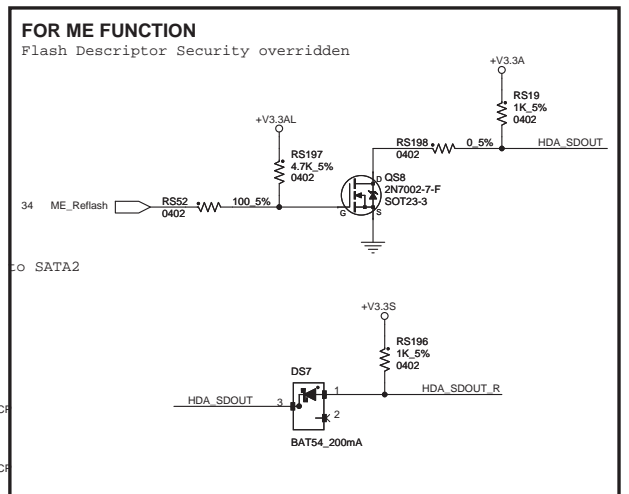 FOR ME FUNCTION
Flash Descriptor Security overridden
+V3.3A
RS19
1K_5%
0402
+V3.3AL
RS197
4.7K_5%
0402
RS198
0402
0_5%
HDA_SDOUT
D
QS8
2N7002-7-F
SOT23-3
G
S
34
ME_Reflash
RS52
0402
100_5%
to SATA2
+V3.3S
RS196
1K_5%
0402
DS7
HDA_SDOUT
3
1
HDA_SDOUT_R
2
BAT54_200mA